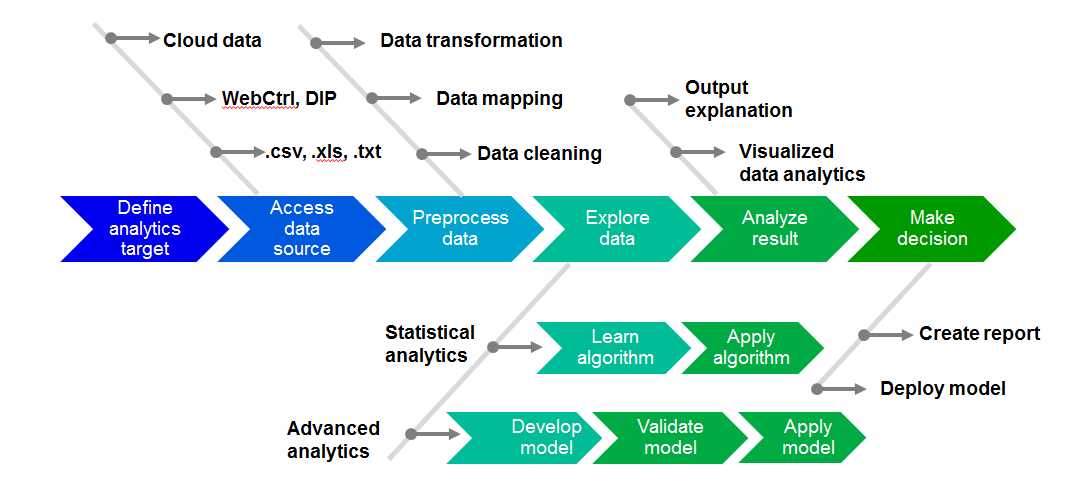 Cloud data
Data transformation
WebCtrl, DIP
Data mapping
Output
explanation
.csv, .xls, .txt
Data cleaning
Visualized
data analytics
Define
analytics
target
Access
data
source
Preprocess
data
Explore
data
Analyze
result
Make
decision
Statistical
analytics
Learn
algorithm
Apply
algorithm
Create report
Deploy model
Advanced
analytics
Develop
model
Validate
model
Apply
model